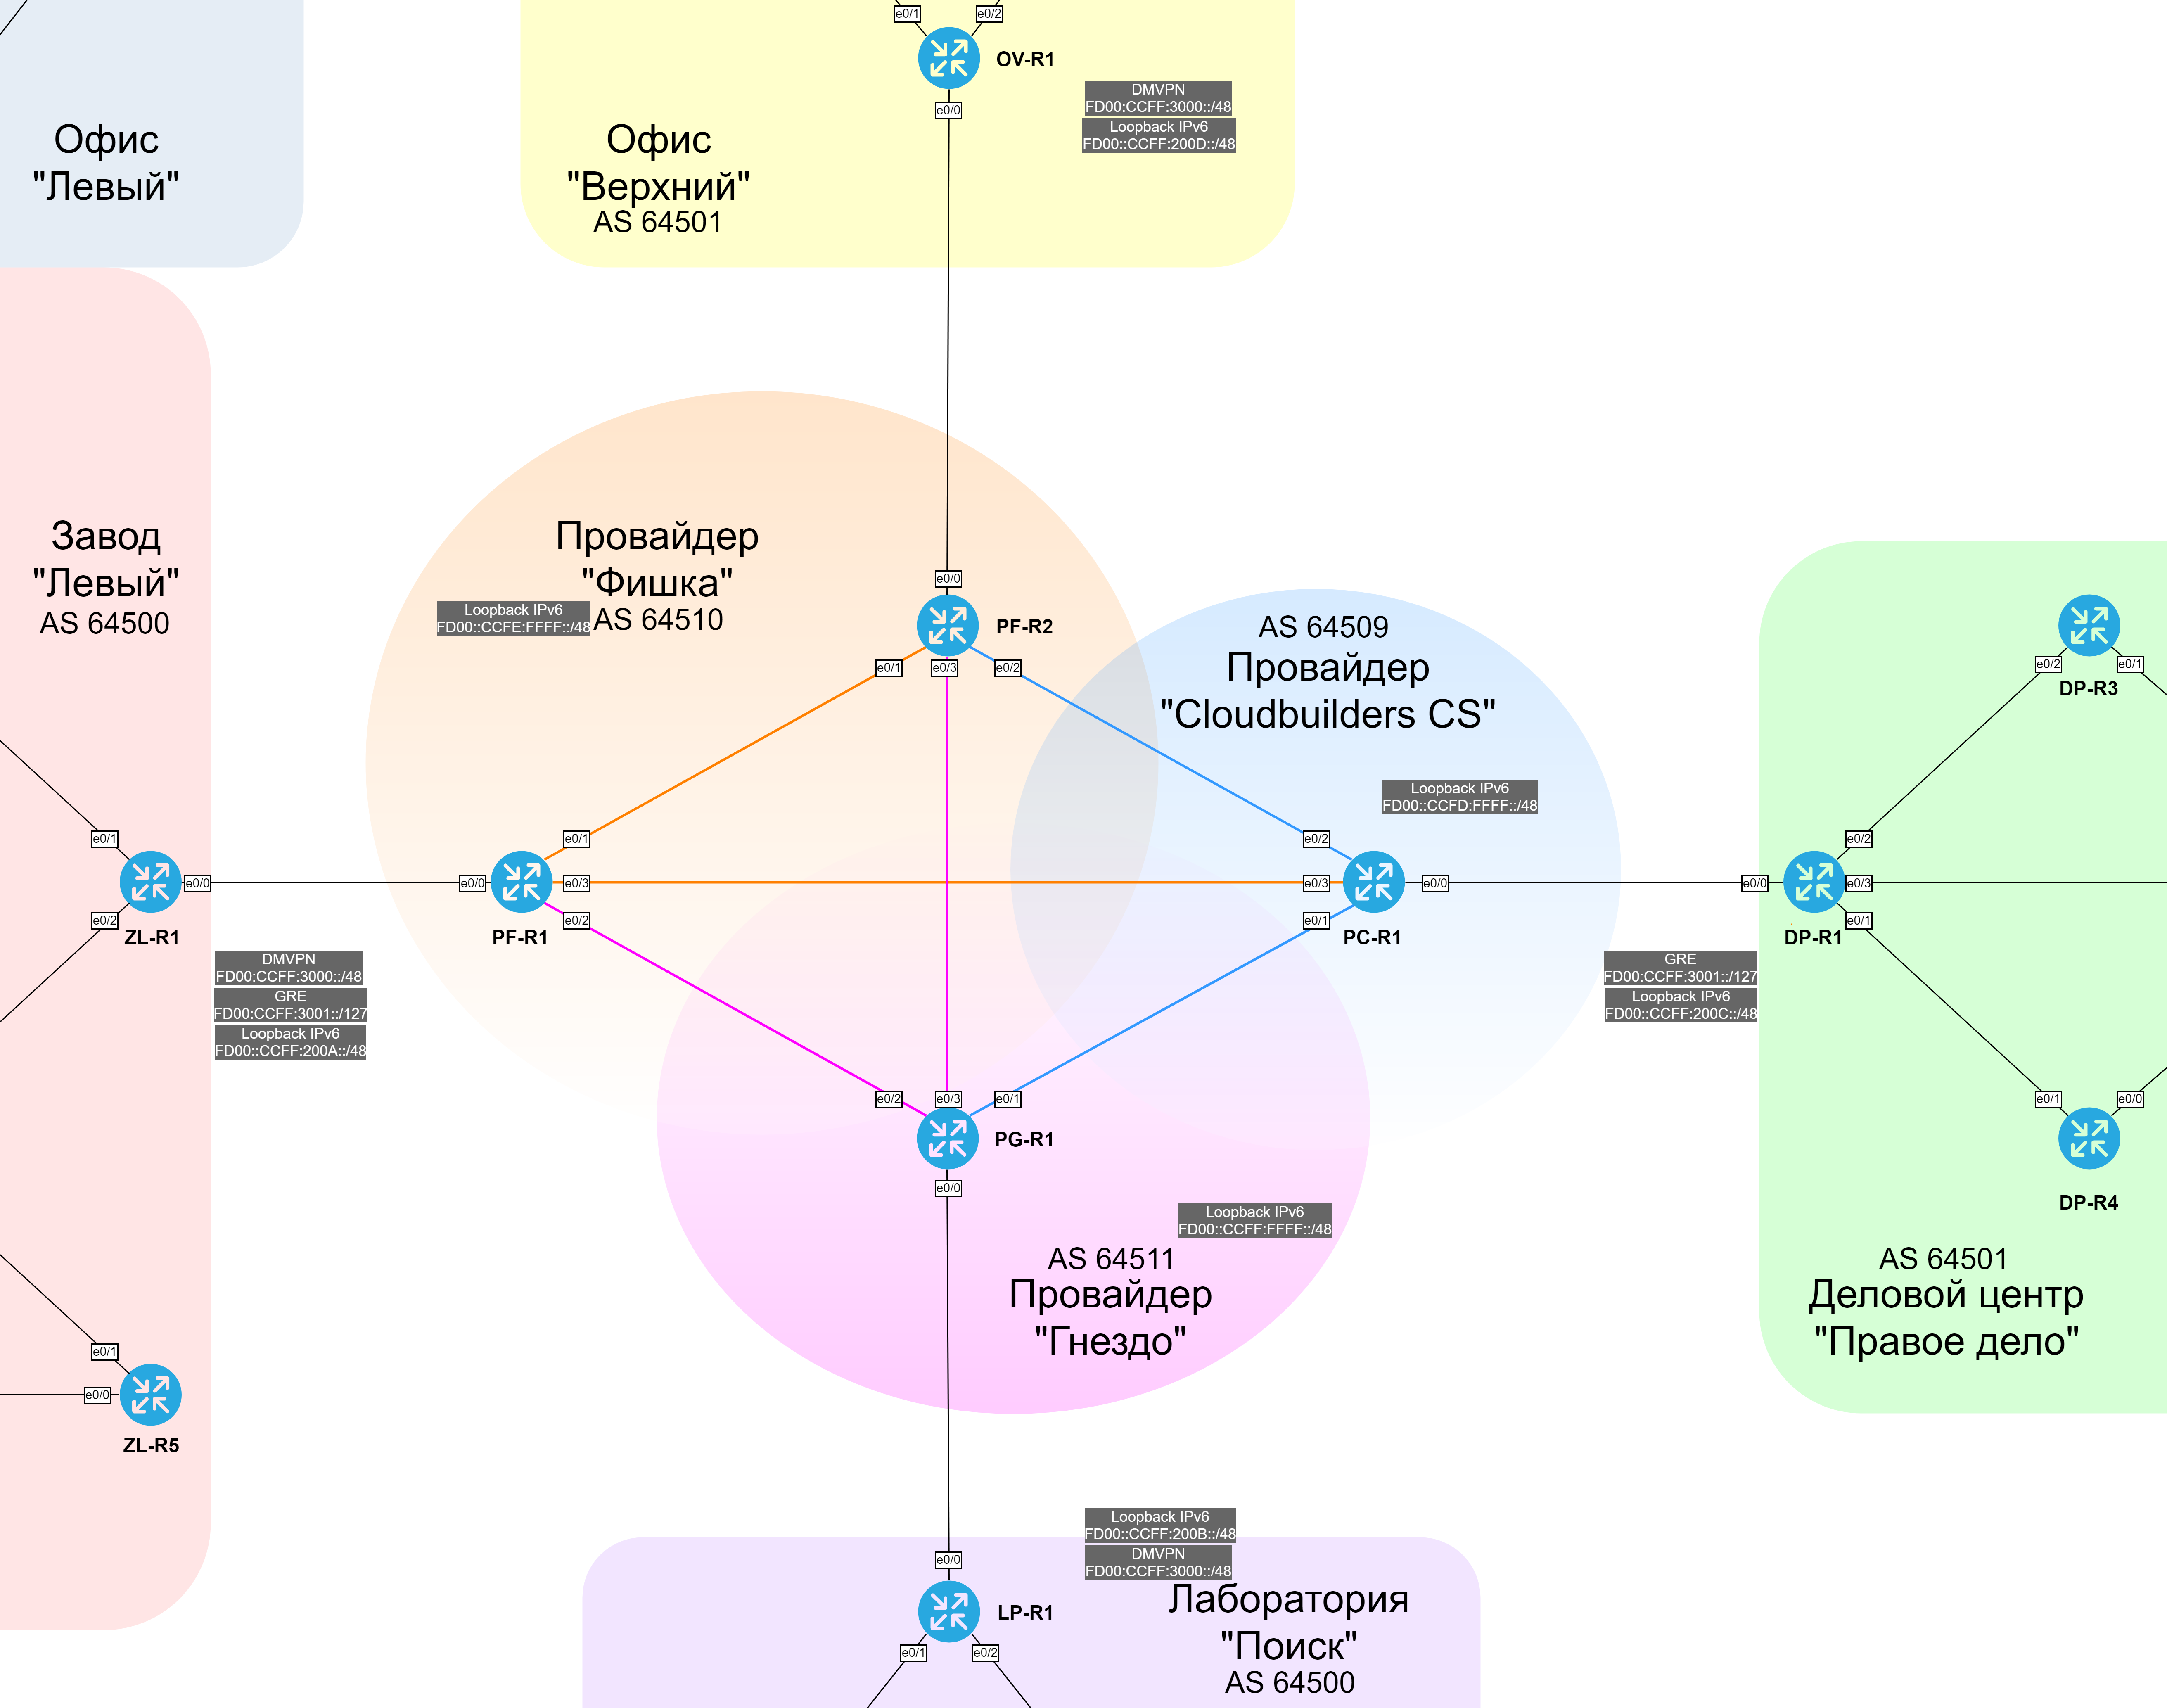 e0/1
e0/2
OV-R1
e0/0
DMVPN
FD00:CCFF:3000::/48
Loopback IPv6
FD00::CCFF:200D::/48
Офис
"Левый"
Офис
"Верхний"
AS 64501
Завод
"Левый"
AS 64500
Провайдер
"Фишка"
AS 64510
Loopback IPv6
FD00::CCFE:FFFF::/48
e0/0
PF-R2
e0/1
e0/3
e0/2
AS 64509
Провайдер
"Cloudbuilders CS"
Loopback IPv6
FD00::CCFD:FFFF::/48
DP-R3
e0/2
e0/1
e0/1
e0/0
e0/2
ZL-R1
e0/0
e0/1
e0/3
e0/2
PF-R1
e0/2
e0/3
e0/1
e0/0
PC-R1
e0/0
e0/2
e0/3
e0/1
DP-R1
DMVPN
FD00:CCFF:3000::/48
GRE
FD00:CCFF:3001::/127
Loopback IPv6
FD00::CCFF:200A::/48
GRE
FD00:CCFF:3001::/127
Loopback IPv6
FD00::CCFF:200C::/48
e0/2
e0/3
e0/1
PG-R1
e0/0
e0/1
e0/0
DP-R4
Loopback IPv6
FD00::CCFF:FFFF::/48
AS 64511
Провайдер
"Гнездо"
AS 64501
Деловой центр
"Правое дело"
e0/1
e0/0
ZL-R5
Loopback IPv6
FD00::CCFF:200B::/48
DMVPN
FD00:CCFF:3000::/48
e0/0
LP-R1
e0/1
e0/2
Лаборатория
"Поиск"
AS 64500